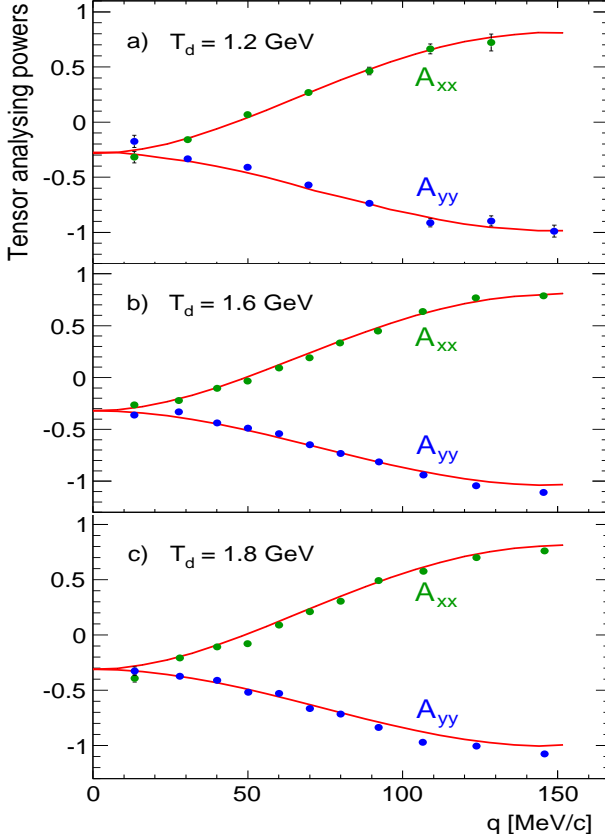 Tensor analysing powers
a) T_d = 1.2 GeV
1
0.5
0
-0.5
-1
A_xx
A_yy
b) T_d = 1.6 GeV
1
0.5
0
-0.5
-1
A_xx
A_yy
c) T_d = 1.8 GeV
1
0.5
0
-0.5
-1
A_xx
A_yy
0 50 100 150
q [MeV/c]